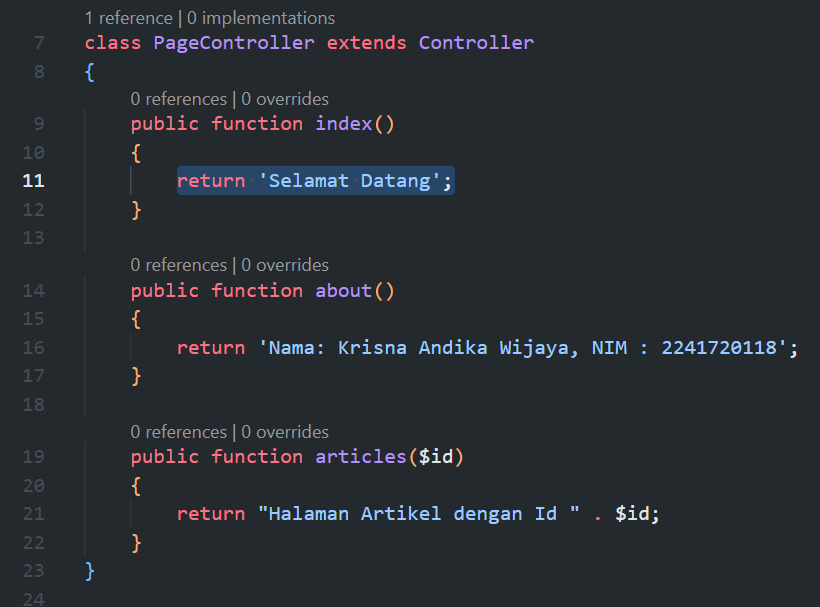 1 reference | 0 implementations
7 class PageController extends Controller
8 {
0 references | 0 overrides
9 public function index()
10 {
11 return 'Selamat Datang';
12 }
13
0 references | 0 overrides
14 public function about()
15 {
16 return 'Nama: Krisna Andika Wijaya, NIM : 2241720118';
17 }
18
0 references | 0 overrides
19 public function articles($id)
20 {
21 return "Halaman Artikel dengan Id " . $id;
22 }
23 }
24